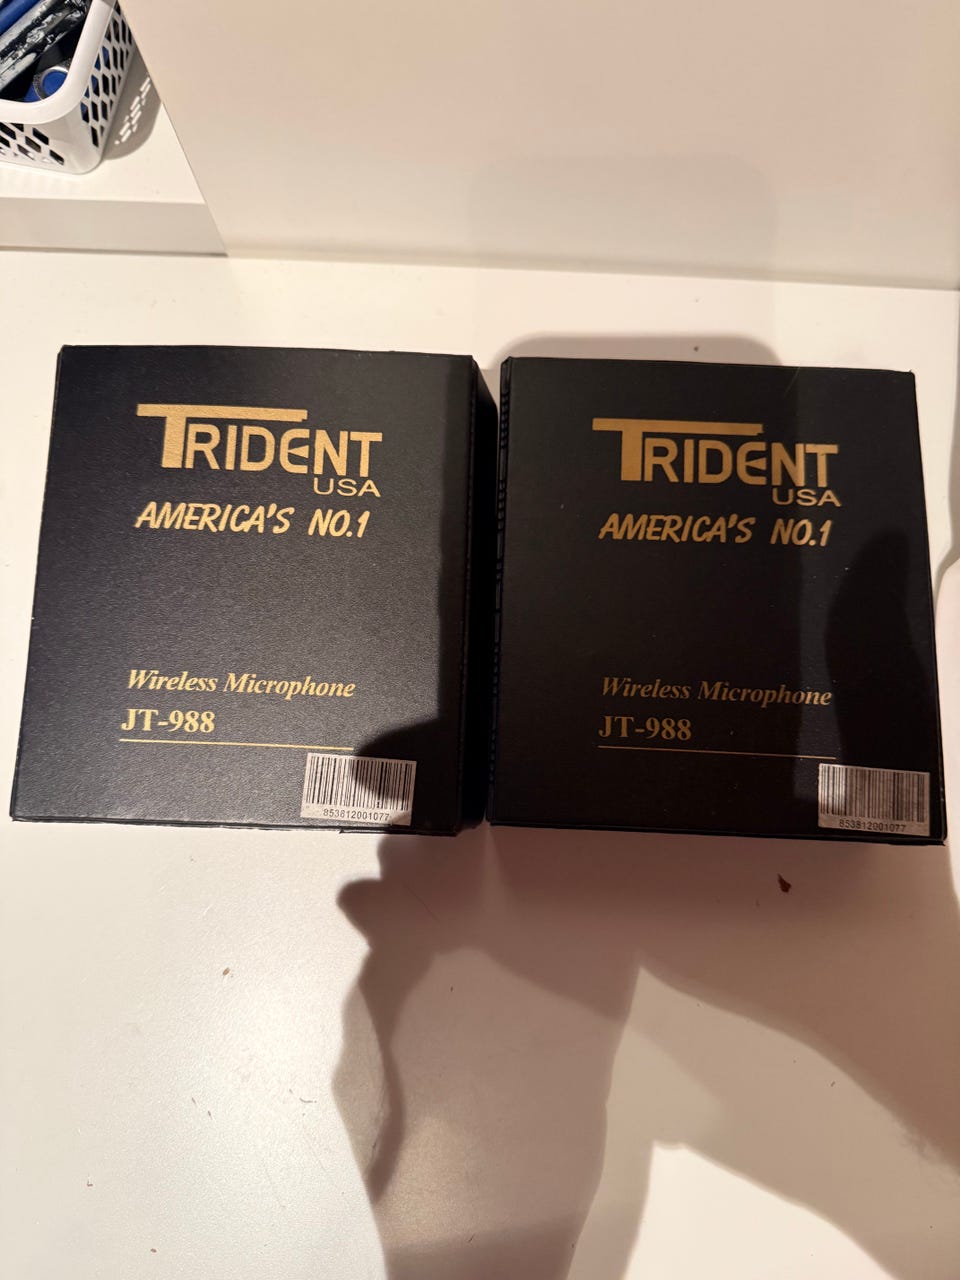 TRIDENT
USA
AMERICA'S NO.1
Wireless Microphone
JT-988
853812001077
TRIDENT
USA
AMERICA'S NO.1
Wireless Microphone
JT-988
853812001077